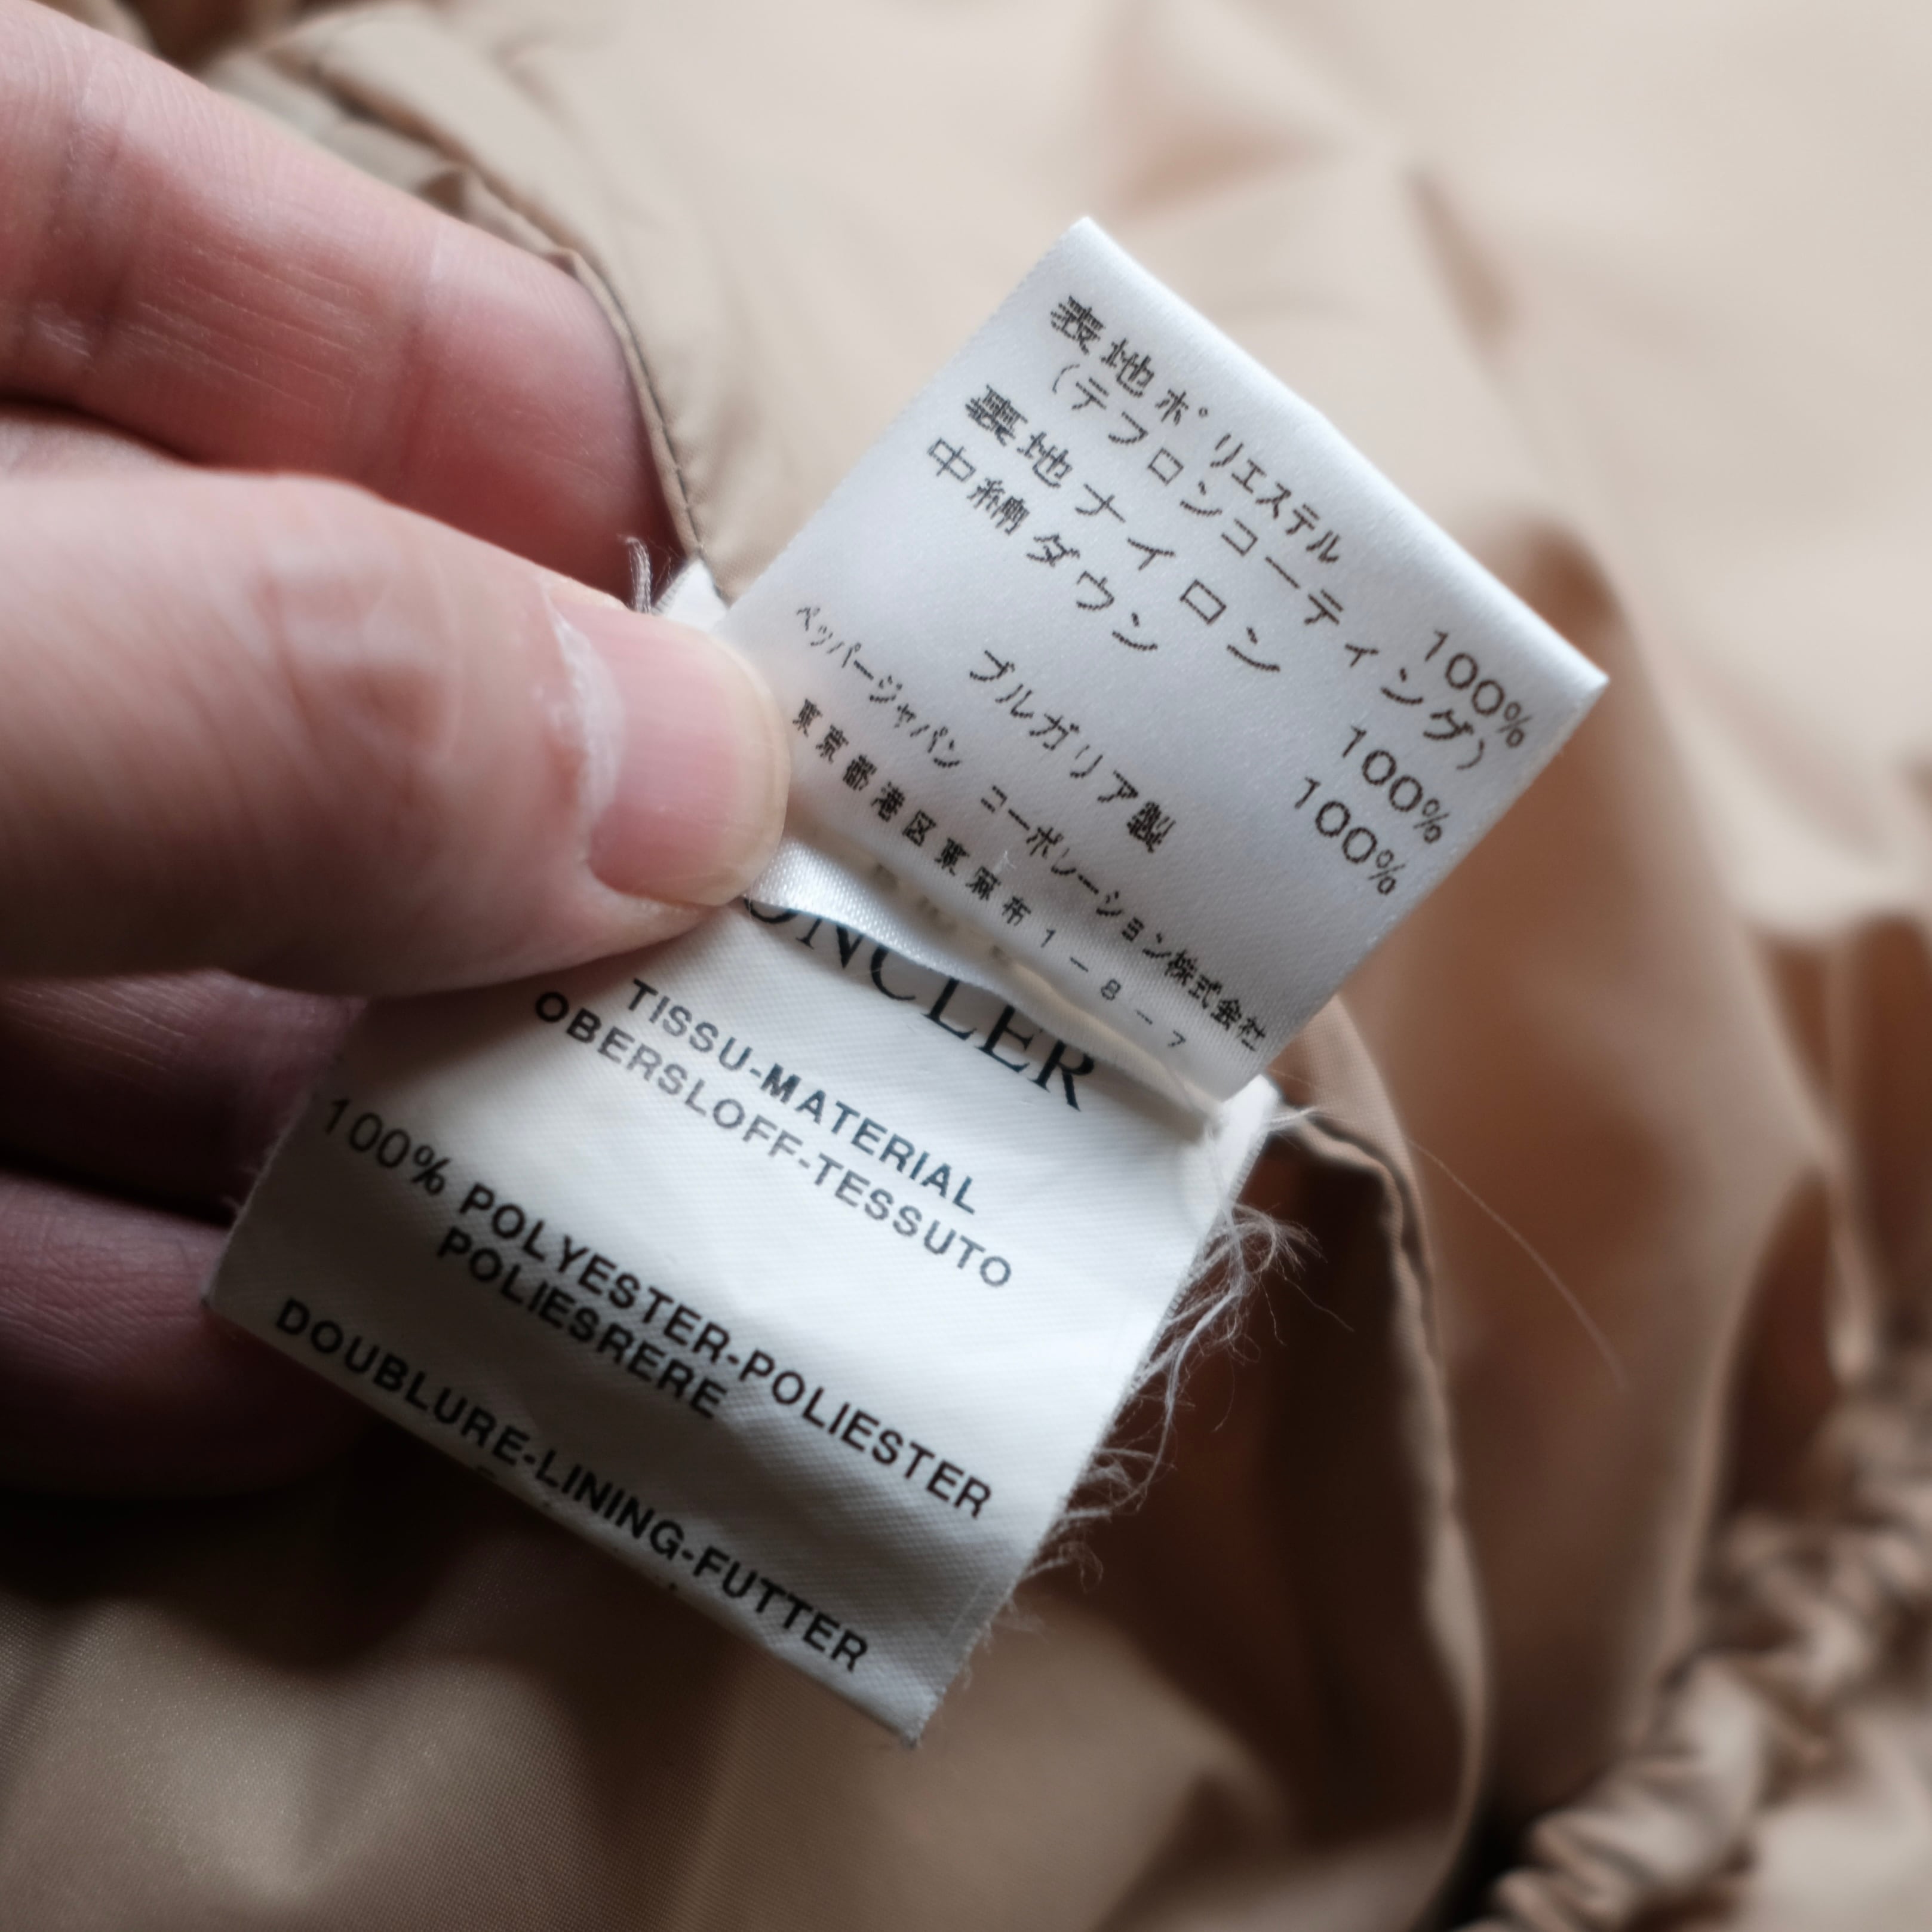 表地ポリエステル 100%
(テフロンコーティング)
裏地ナイロン 100%
中綿ダウン 100%
ブルガリア製
ペッパージャパン コーポレーション株式会社
東京都港区東麻布1-8-7
ONCLER
TISSU-MATERIAL
OBERSLOFF-TESSUTO
100% POLYESTER-POLIESTER
POLIESRERE
DOUBLURE-LINING-FUTTER